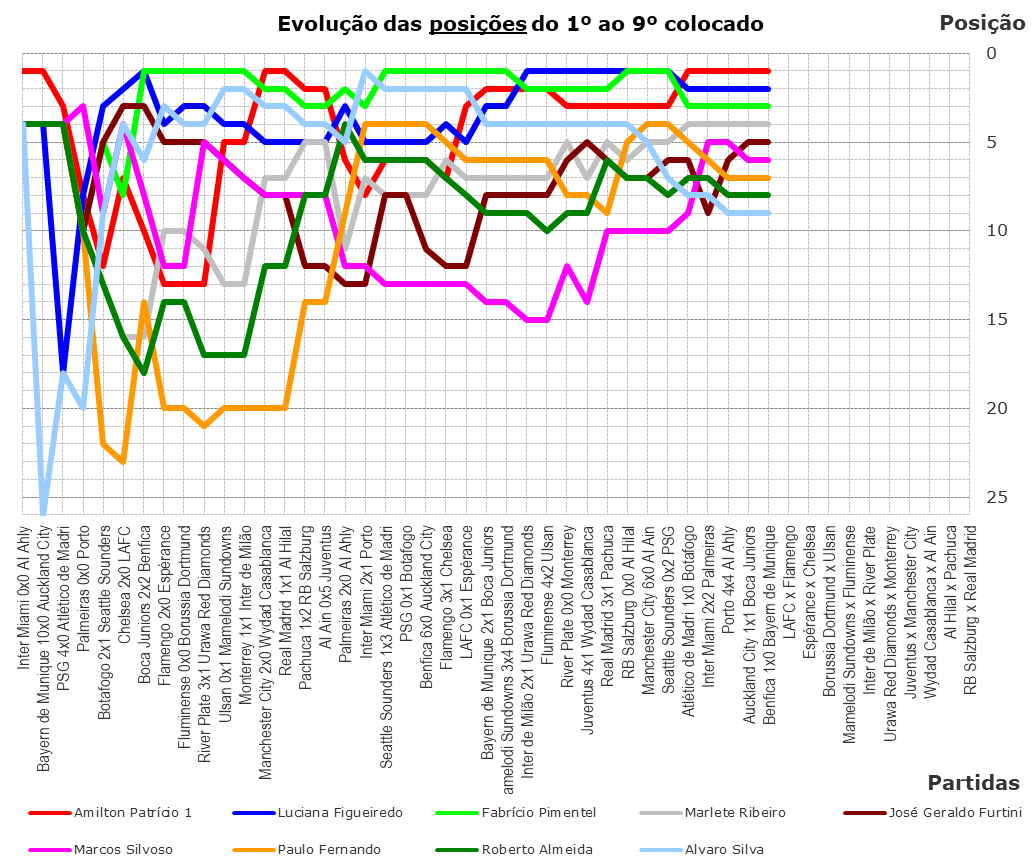 Evolução das posições do 1º ao 9º colocado
Posição
0
5
10
15
20
25
Inter Miami 0x0 Al Ahly
Bayern de Munique 10x0 Auckland City
PSG 4x0 Atlético de Madri
Palmeiras 0x0 Porto
Botafogo 2x1 Seattle Sounders
Chelsea 2x0 LAFC
Boca Juniors 2x2 Benfica
Flamengo 2x0 Espérance
Fluminense 0x0 Borussia Dortmund
River Plate 3x1 Urawa Red Diamonds
Ulsan 0x1 Mamelodi Sundowns
Monterrey 1x1 Inter de Milão
Manchester City 2x0 Wydad Casablanca
Real Madrid 1x1 Al Hilal
Pachuca 1x2 RB Salzburg
Al Ain 0x5 Juventus
Palmeiras 2x0 Al Ahly
Inter Miami 2x1 Porto
Seattle Sounders 1x3 Atlético de Madri
PSG 0x1 Botafogo
Benfica 6x0 Auckland City
Flamengo 3x1 Chelsea
LAFC 0x1 Espérance
Bayern de Munique 2x1 Boca Juniors
amelodi Sundowns 3x4 Borussia Dortmund
Inter de Milão 2x1 Urawa Red Diamonds
Fluminense 4x2 Ulsan
River Plate 0x0 Monterrey
Juventus 4x1 Wydad Casablanca
Real Madrid 3x1 Pachuca
RB Salzburg 0x0 Al Hilal
Manchester City 6x0 Al Ain
Seattle Sounders 0x2 PSG
Atlético de Madri 1x0 Botafogo
Inter Miami 2x2 Palmeiras
Porto 4x4 Al Ahly
Auckland City 1x1 Boca Juniors
Benfica 1x0 Bayern de Munique
LAFC x Flamengo
Espérance x Chelsea
Borussia Dortmund x Ulsan
Mamelodi Sundowns x Fluminense
Inter de Milão x River Plate
Urawa Red Diamonds x Monterrey
Juventus x Manchester City
Wydad Casablanca x Al Ain
Al Hilal x Pachuca
RB Salzburg x Real Madrid
Partidas
Amilton Patrício 1
Luciana Figueiredo
Fabrício Pimentel
Marlete Ribeiro
José Geraldo Furtini
Marcos Silvoso
Paulo Fernando
Roberto Almeida
Alvaro Silva